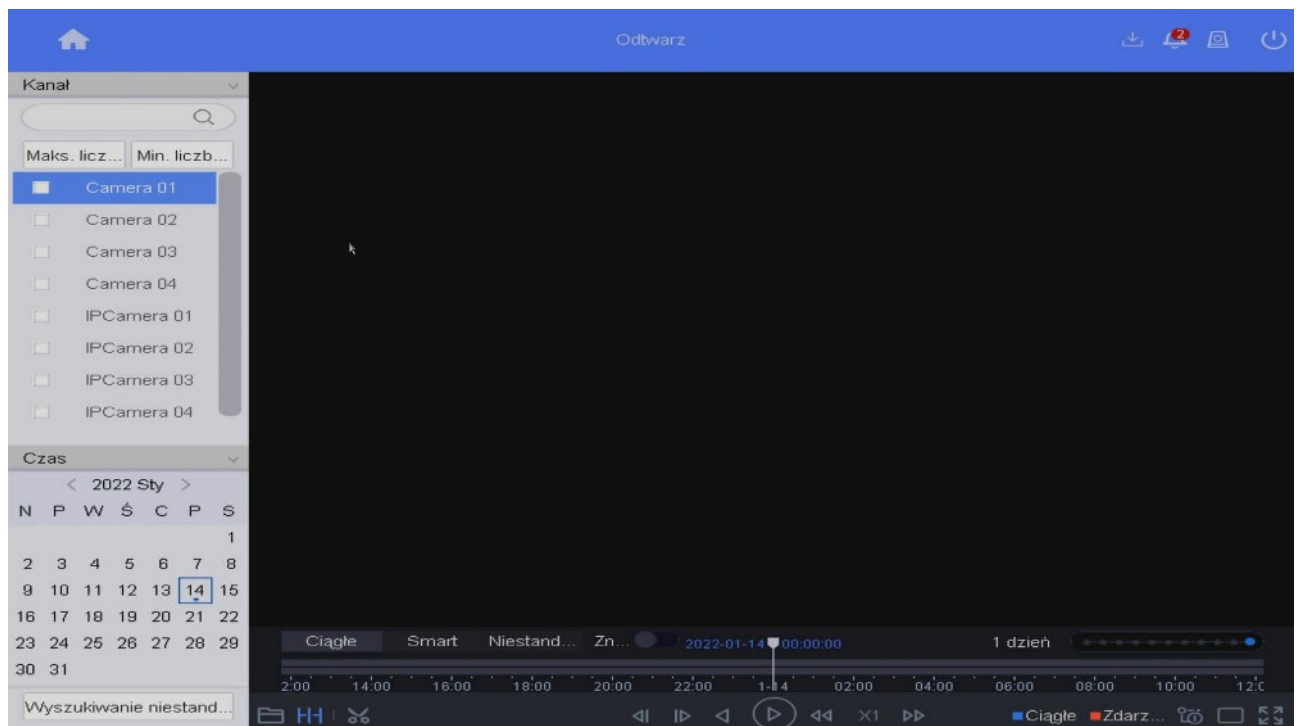 Odtwarz
2
Kanał
Maks. licz... Min. liczb...
Camera 01
Camera 02
Camera 03
Camera 04
IPCamera 01
IPCamera 02
IPCamera 03
IPCamera 04
Czas
< 2022 Sty >
N P W Ś C P S
1
2 3 4 5 6 7 8
9 10 11 12 13 14 15
16 17 18 19 20 21 22
23 24 25 26 27 28 29
30 31
Wyszukiwanie niestand...
Ciągłe Smart Niestand... Zn... 2022-01-14 00:00:00 1 dzień
2:00 14:00 16:00 18:00 20:00 22:00 1-14 02:00 04:00 06:00 08:00 10:00 12:0
X1 Ciągłe Zdarz...